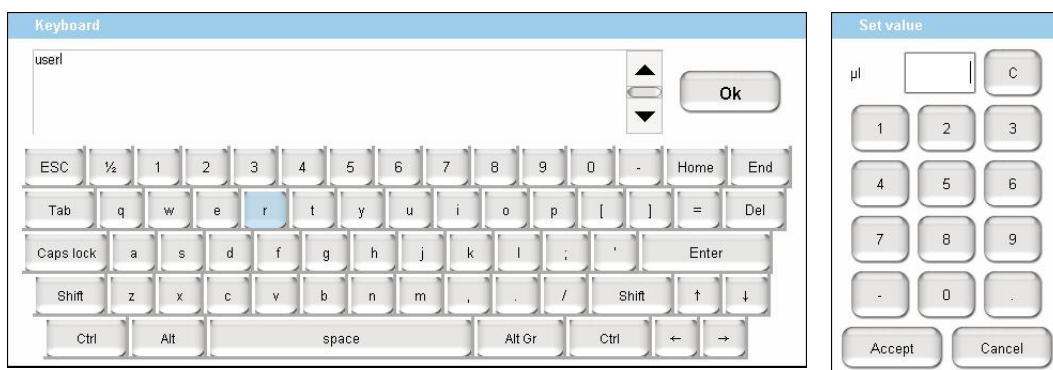 Keyboard
userl
Ok
ESC ½ 1 2 3 4 5 6 7 8 9 0 - Home End
Tab q w e r t y u i o p [ ] = Del
Caps lock a s d f g h j k l ; ' Enter
Shift z x c v b n m , . / Shift ↑ ↓
Ctrl Alt space Alt Gr Ctrl ← →
Set value
µl C
1 2 3
4 5 6
7 8 9
- 0 .
Accept Cancel